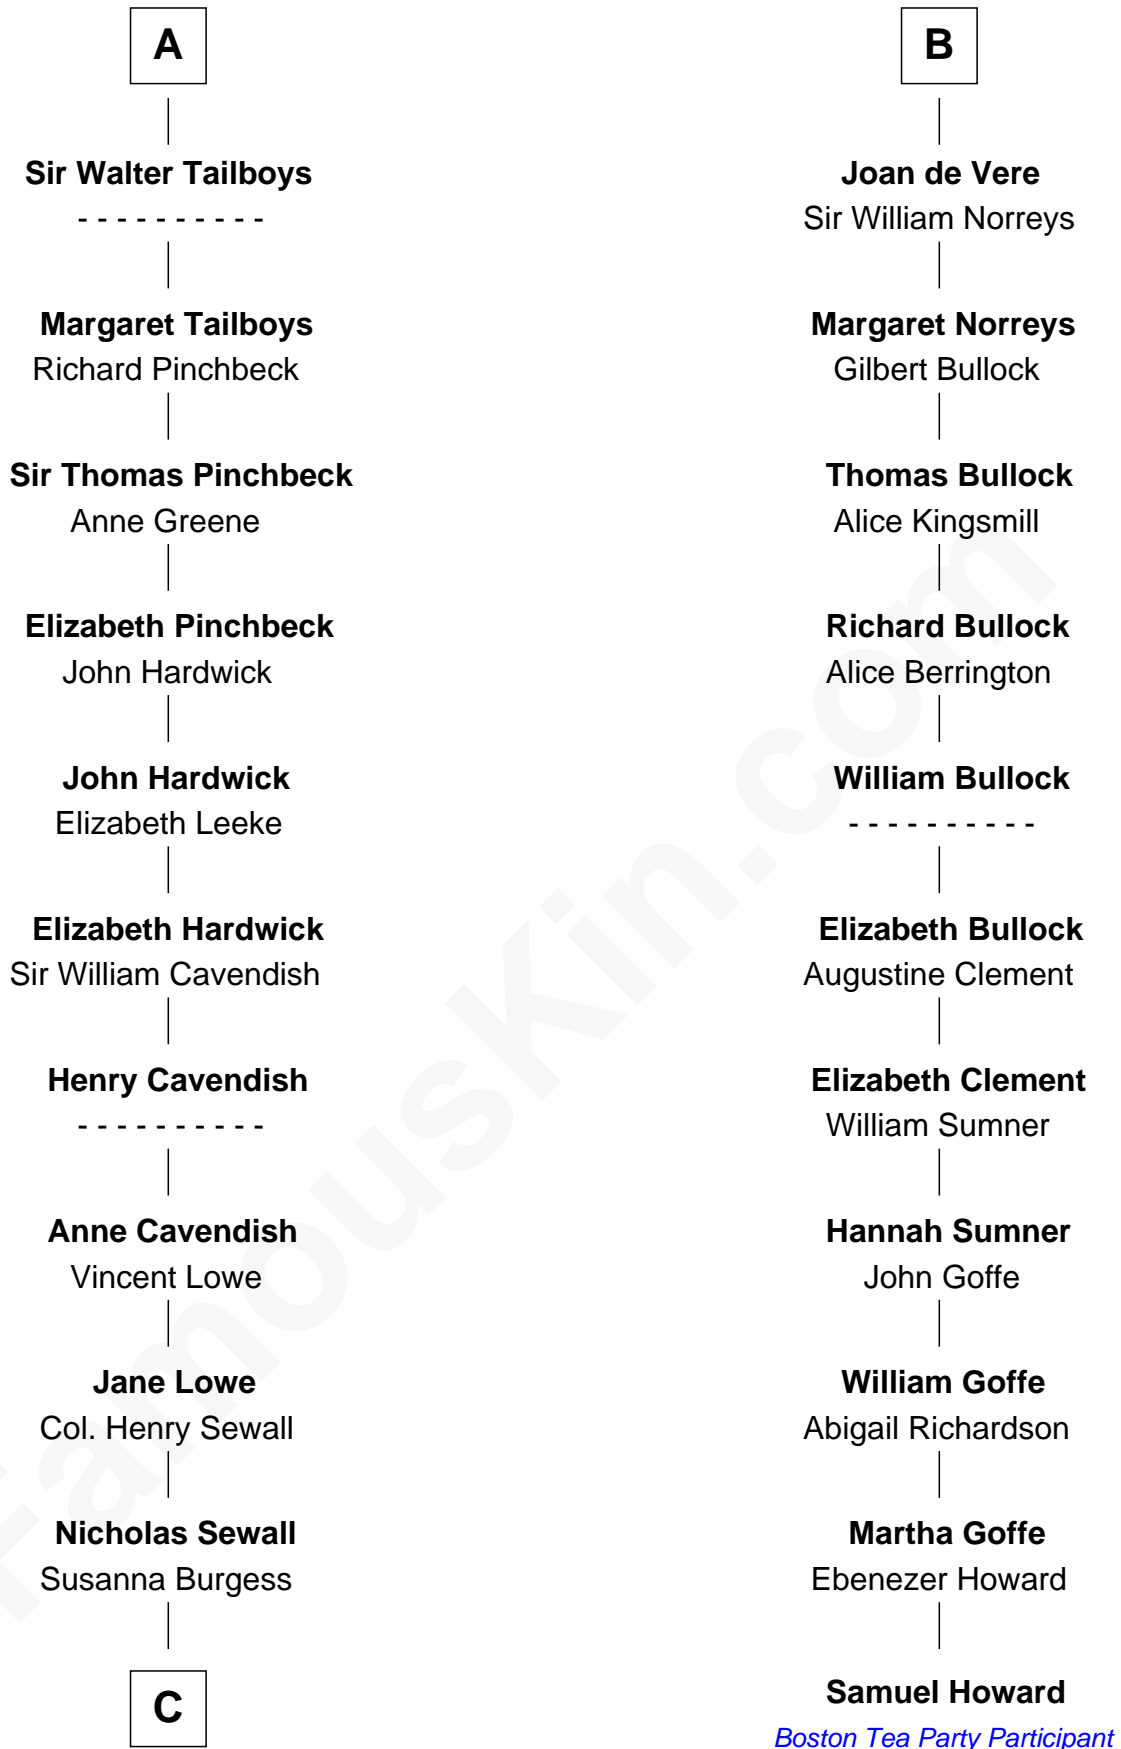 A
Sir Walter Tailboys
- - - - - - - - - -
Margaret Tailboys
Richard Pinchbeck
Sir Thomas Pinchbeck
Anne Greene
Elizabeth Pinchbeck
John Hardwick
John Hardwick
Elizabeth Leeke
Elizabeth Hardwick
Sir William Cavendish
Henry Cavendish
- - - - - - - - - -
Anne Cavendish
Vincent Lowe
Jane Lowe
Col. Henry Sewall
Nicholas Sewall
Susanna Burgess
C
B
Joan de Vere
Sir William Norreys
Margaret Norreys
Gilbert Bullock
Thomas Bullock
Alice Kingsmill
Richard Bullock
Alice Berrington
William Bullock
- - - - - - - - - -
Elizabeth Bullock
Augustine Clement
Elizabeth Clement
William Sumner
Hannah Sumner
John Goffe
William Goffe
Abigail Richardson
Martha Goffe
Ebenezer Howard
Samuel Howard
Boston Tea Party Participant
FamousKin.com